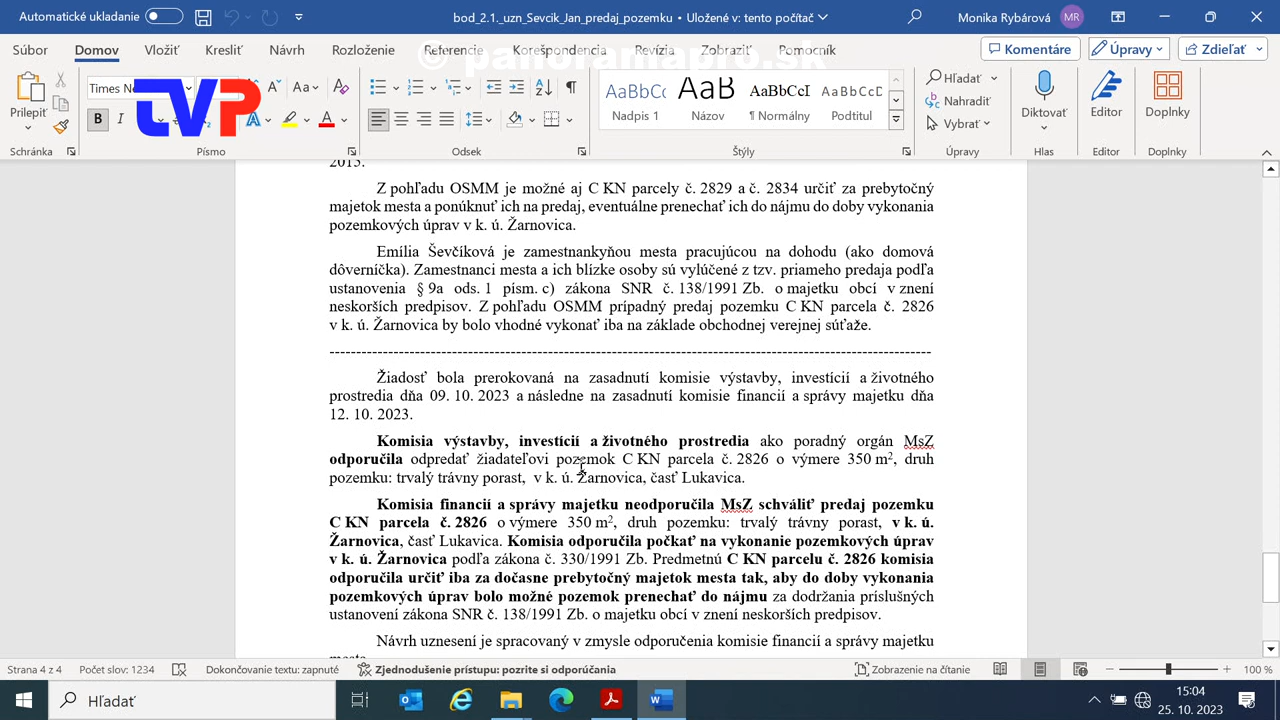 Automatické ukladanie
bod_2.1._uzn_Sevcik_Jan_predaj_pozemku • Uložené v: tento počítač
Monika Rybárová MR
Súbor Domov Vložiť Kresliť Návrh Rozloženie Referencie Korešpondencia Revízia Zobraziť Pomocník
Komentáre Úpravy Zdieľať
© panoramapro.sk
TVP
Prilepiť
Times N
Aa
B I
AaBbCc AaB AaBbCcI AaBbCcD
Nadpis 1 Názov ¶ Normálny Podtitul
Hľadať
Nahradiť
Vybrať
Diktovať Editor Doplnky
Schránka Písmo Odsek Štýly Úpravy Hlas Editor Doplnky
2015.
Z pohľadu OSMM je možné aj C KN parcely č. 2829 a č. 2834 určiť za prebytočný
majetok mesta a ponúknuť ich na predaj, eventuálne prenechať ich do nájmu do doby vykonania
pozemkových úprav v k. ú. Žarnovica.
Emília Ševčíková je zamestnankyňou mesta pracujúcou na dohodu (ako domová
dôverníčka). Zamestnanci mesta a ich blízke osoby sú vylúčené z tzv. priameho predaja podľa
ustanovenia § 9a ods. 1 písm. c) zákona SNR č. 138/1991 Zb. o majetku obcí v znení
neskorších predpisov. Z pohľadu OSMM prípadný predaj pozemku C KN parcela č. 2826
v k. ú. Žarnovica by bolo vhodné vykonať iba na základe obchodnej verejnej súťaže.
-----------------------------------------------------------------------------------------------------------------
Žiadosť bola prerokovaná na zasadnutí komisie výstavby, investícií a životného
prostredia dňa 09. 10. 2023 a následne na zasadnutí komisie financií a správy majetku dňa
12. 10. 2023.
Komisia výstavby, investícií a životného prostredia ako poradný orgán MsZ
odporučila odpredať žiadateľovi pozemok C KN parcela č. 2826 o výmere 350 m², druh
pozemku: trvalý trávny porast, v k. ú. Žarnovica, časť Lukavica.
Komisia financií a správy majetku neodporučila MsZ schváliť predaj pozemku
C KN parcela č. 2826 o výmere 350 m², druh pozemku: trvalý trávny porast, v k. ú.
Žarnovica, časť Lukavica. Komisia odporučila počkať na vykonanie pozemkových úprav
v k. ú. Žarnovica podľa zákona č. 330/1991 Zb. Predmetnú C KN parcelu č. 2826 komisia
odporučila určiť iba za dočasne prebytočný majetok mesta tak, aby do doby vykonania
pozemkových úprav bolo možné pozemok prenechať do nájmu za dodržania príslušných
ustanovení zákona SNR č. 138/1991 Zb. o majetku obcí v znení neskorších predpisov.
Návrh uznesení je spracovaný v zmysle odporučenia komisie financií a správy majetku
mesta
Strana 4 z 4 Počet slov: 1234 Dokončovanie textu: zapnuté Zjednodušenie prístupu: pozrite si odporúčania Zobrazenie na čítanie 100 %
Hľadať
15:04
25. 10. 2023